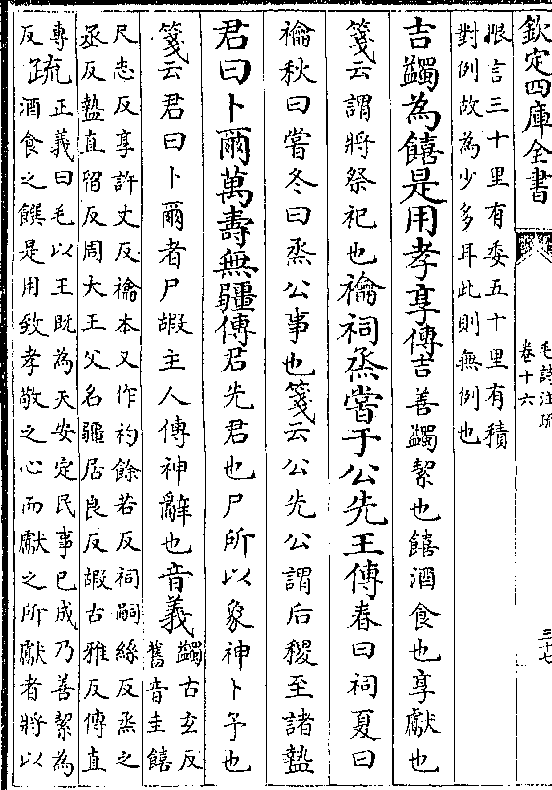 欽定四庫全書
毛詩注疏
卷十六
三十七
恨言三十里有委五十里有積
對例故為少多耳此則無例也
吉蠲為饎是用孝享傳吉善蠲絜也饎酒食也享獻也
箋云謂將祭祀也禴祠烝嘗于公先王傳春曰祠夏曰
禴秋曰嘗冬曰烝公事也箋云公先公謂后稷至諸盩
君曰卜爾萬壽無疆傳君先君也尸所以象神卜予也
箋云君曰卜爾者尸嘏主人傳神辭也音義
蠲古玄反
舊音圭饎
尺志反享許丈反禴本又作礿餘若反祠嗣絲反烝之
丞反盩直留反周大王父名疆居良反嘏古雅反傳直
專
反
疏
正義曰毛以王既為天安定民事已成乃善絜為
酒食之饌是用致孝敬之心而獻之所獻者將以